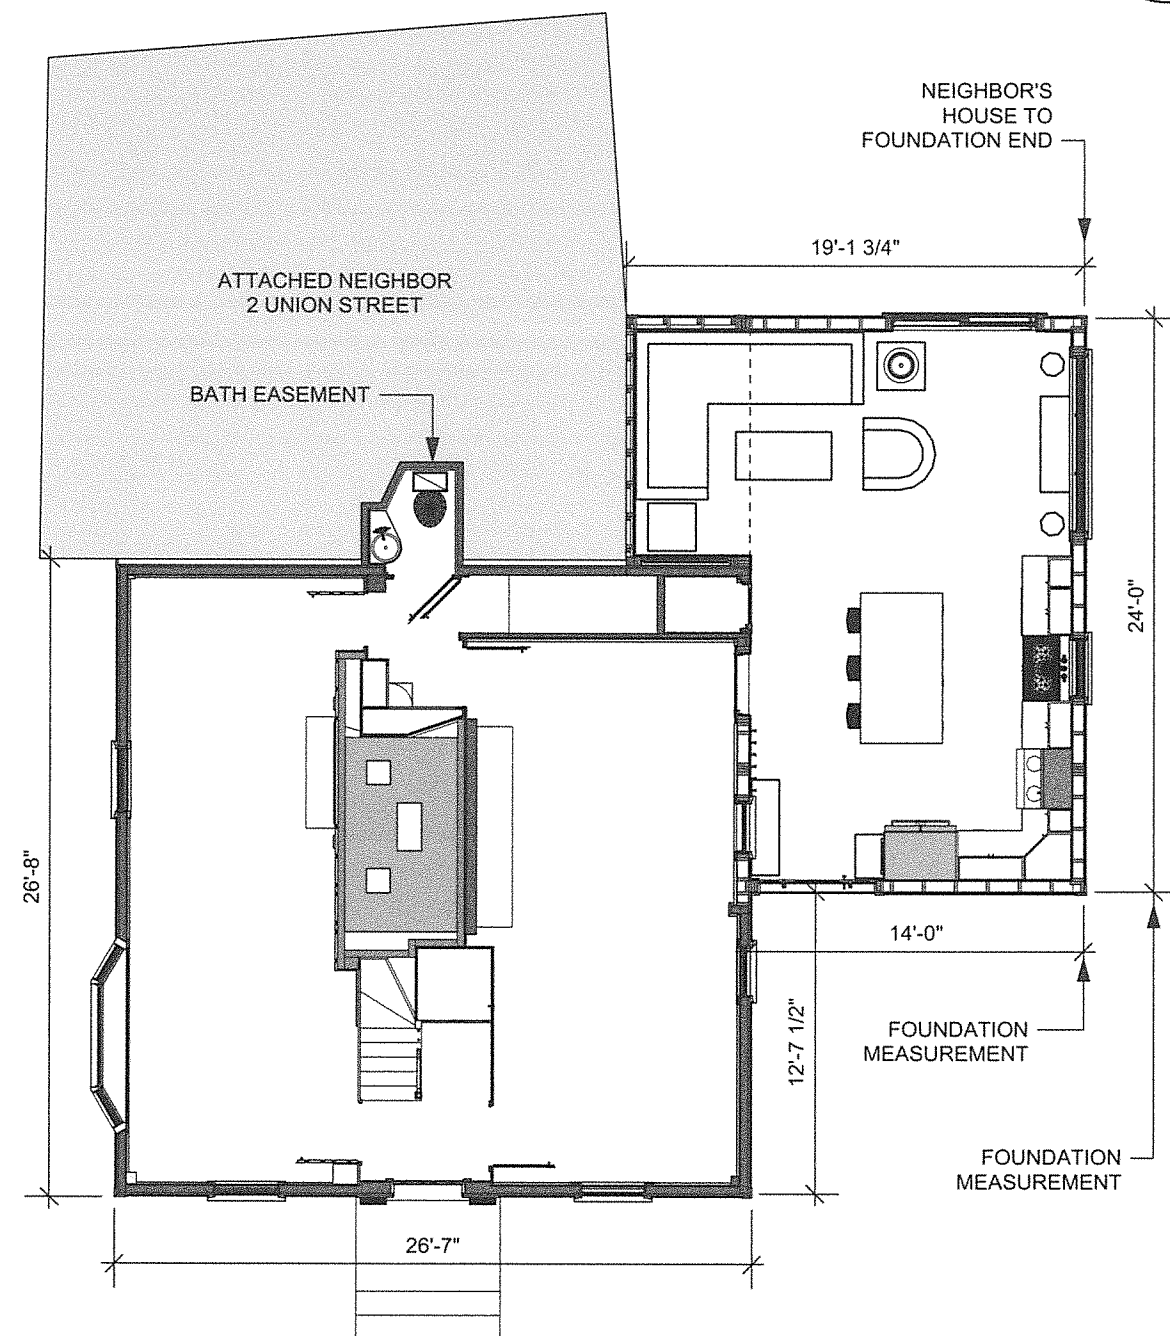 NEIGHBOR'S
HOUSE TO
FOUNDATION END
19'-1 3/4"
ATTACHED NEIGHBOR
2 UNION STREET
BATH EASEMENT
24'-0"
26'-8"
14'-0"
12'-7 1/2"
FOUNDATION
MEASUREMENT
FOUNDATION
MEASUREMENT
26'-7"